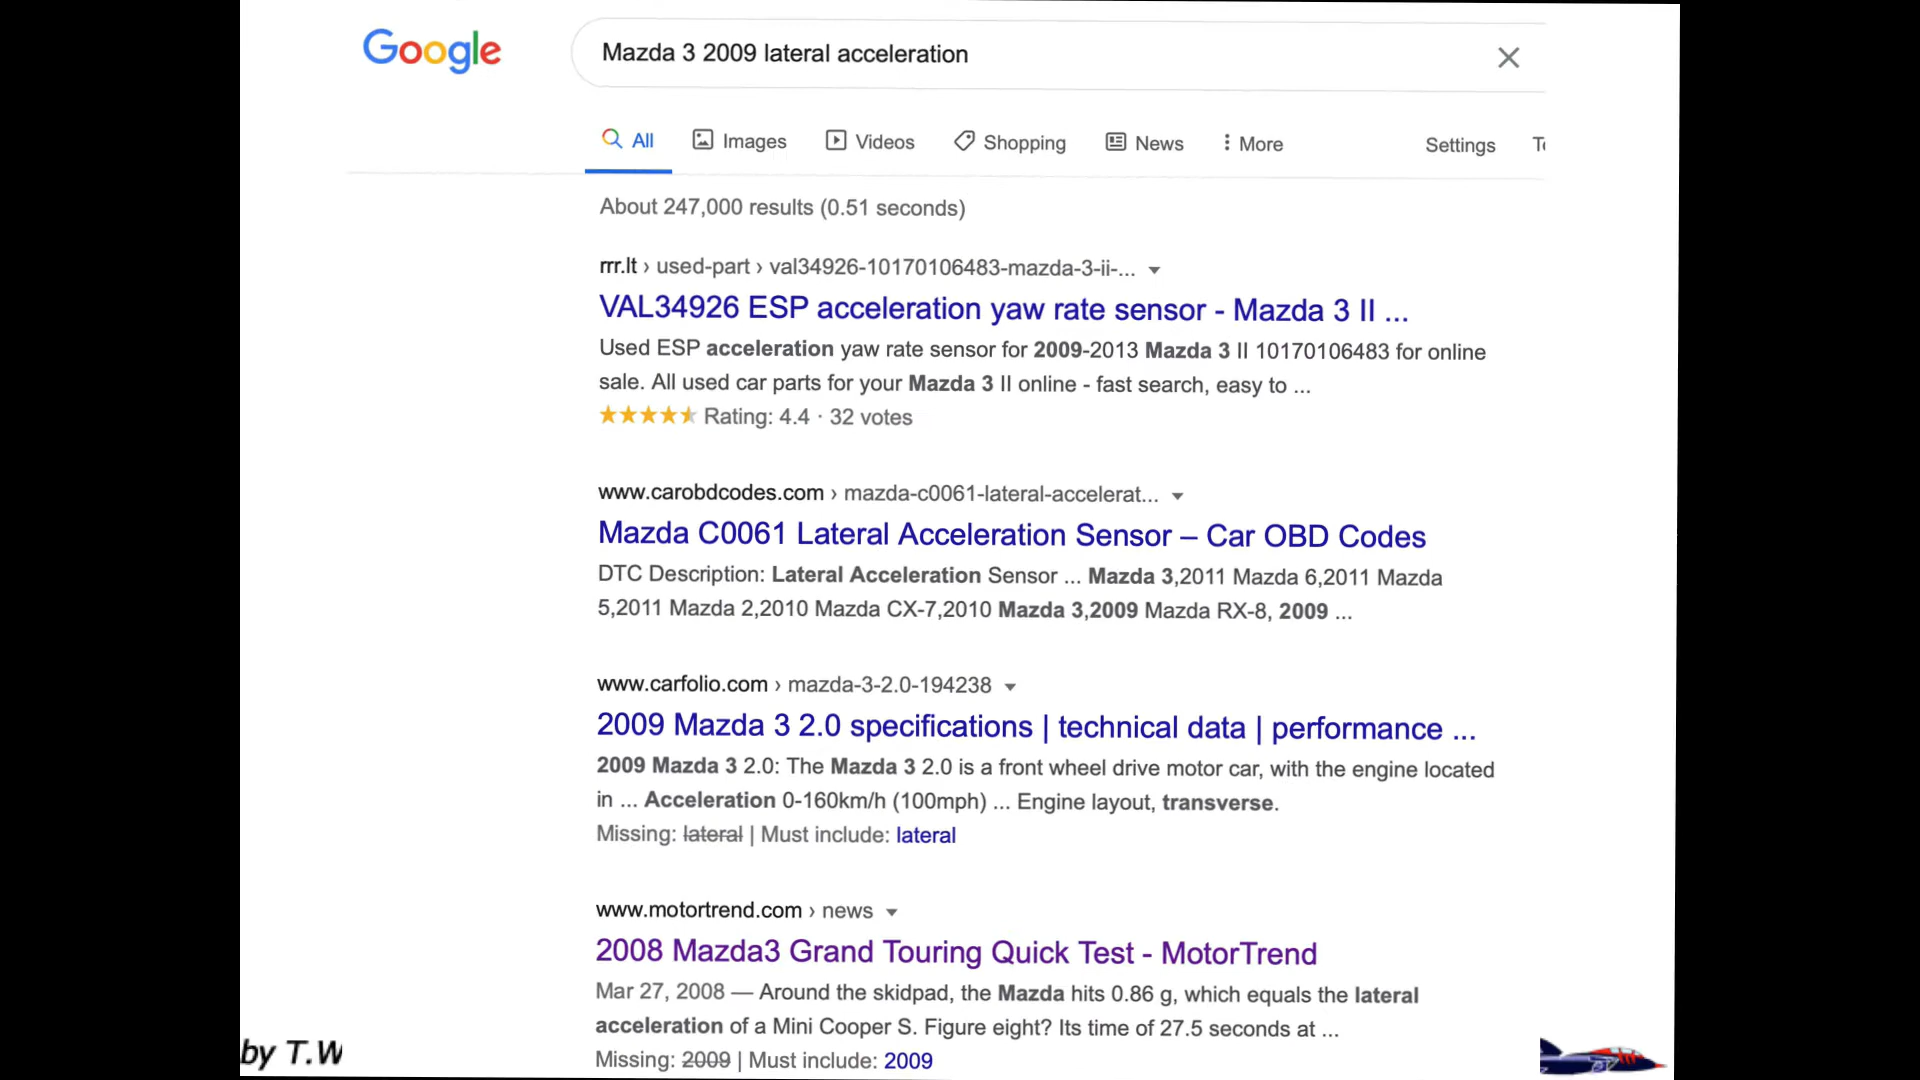 Google
Mazda 3 2009 lateral acceleration
All Images Videos Shopping News More Settings
About 247,000 results (0.51 seconds)
rrr.lt › used-part › val34926-10170106483-mazda-3-ii-...
VAL34926 ESP acceleration yaw rate sensor - Mazda 3 II ...
Used ESP acceleration yaw rate sensor for 2009-2013 Mazda 3 II 10170106483 for online
sale. All used car parts for your Mazda 3 II online - fast search, easy to ...
Rating: 4.4 · 32 votes
www.carobdcodes.com › mazda-c0061-lateral-accelerat...
Mazda C0061 Lateral Acceleration Sensor – Car OBD Codes
DTC Description: Lateral Acceleration Sensor ... Mazda 3,2011 Mazda 6,2011 Mazda
5,2011 Mazda 2,2010 Mazda CX-7,2010 Mazda 3,2009 Mazda RX-8, 2009 ...
www.carfolio.com › mazda-3-2.0-194238
2009 Mazda 3 2.0 specifications | technical data | performance ...
2009 Mazda 3 2.0: The Mazda 3 2.0 is a front wheel drive motor car, with the engine located
in ... Acceleration 0-160km/h (100mph) ... Engine layout, transverse.
Missing: lateral | Must include: lateral
www.motortrend.com › news
2008 Mazda3 Grand Touring Quick Test - MotorTrend
Mar 27, 2008 — Around the skidpad, the Mazda hits 0.86 g, which equals the lateral
acceleration of a Mini Cooper S. Figure eight? Its time of 27.5 seconds at ...
Missing: 2009 | Must include: 2009
by T.W